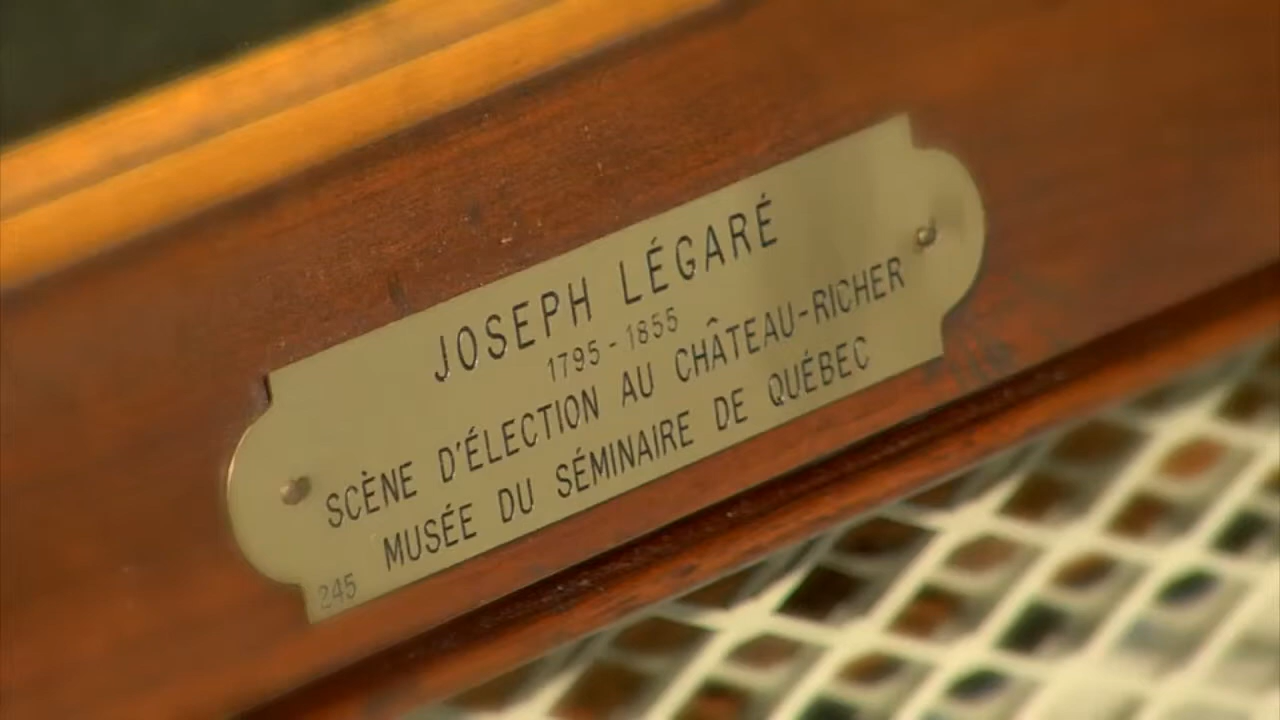 JOSEPH LÉGARÉ
1795-1855
SCÈNE D'ÉLECTION AU CHÂTEAU-RICHER
MUSÉE DU SÉMINAIRE DE QUÉBEC
245